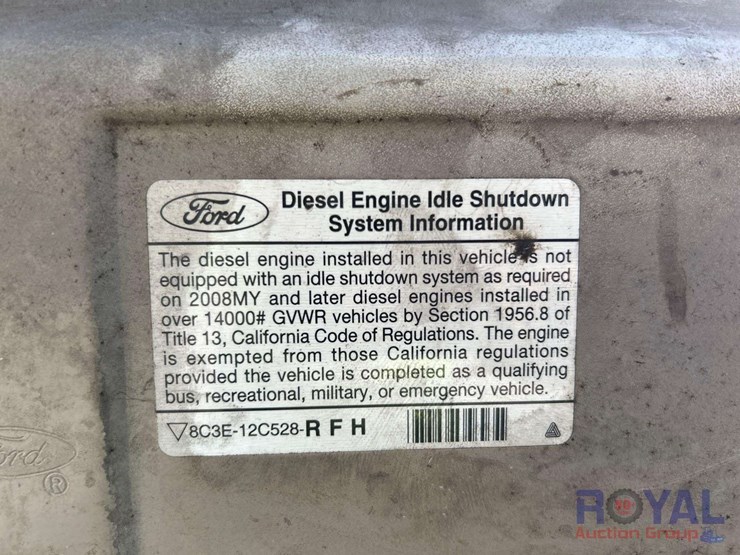 Ford
Diesel Engine Idle Shutdown
System Information
The diesel engine installed in this vehicle is not
equipped with an idle shutdown system as required
on 2008MY and later diesel engines installed in
over 14000# GVWR vehicles by Section 1956.8 of
Title 13, California Code of Regulations. The engine
is exempted from those California regulations
provided the vehicle is completed as a qualifying
bus, recreational, military, or emergency vehicle.
8C3E-12C528-R F H
Ford
®
ROYAL
Auction Group